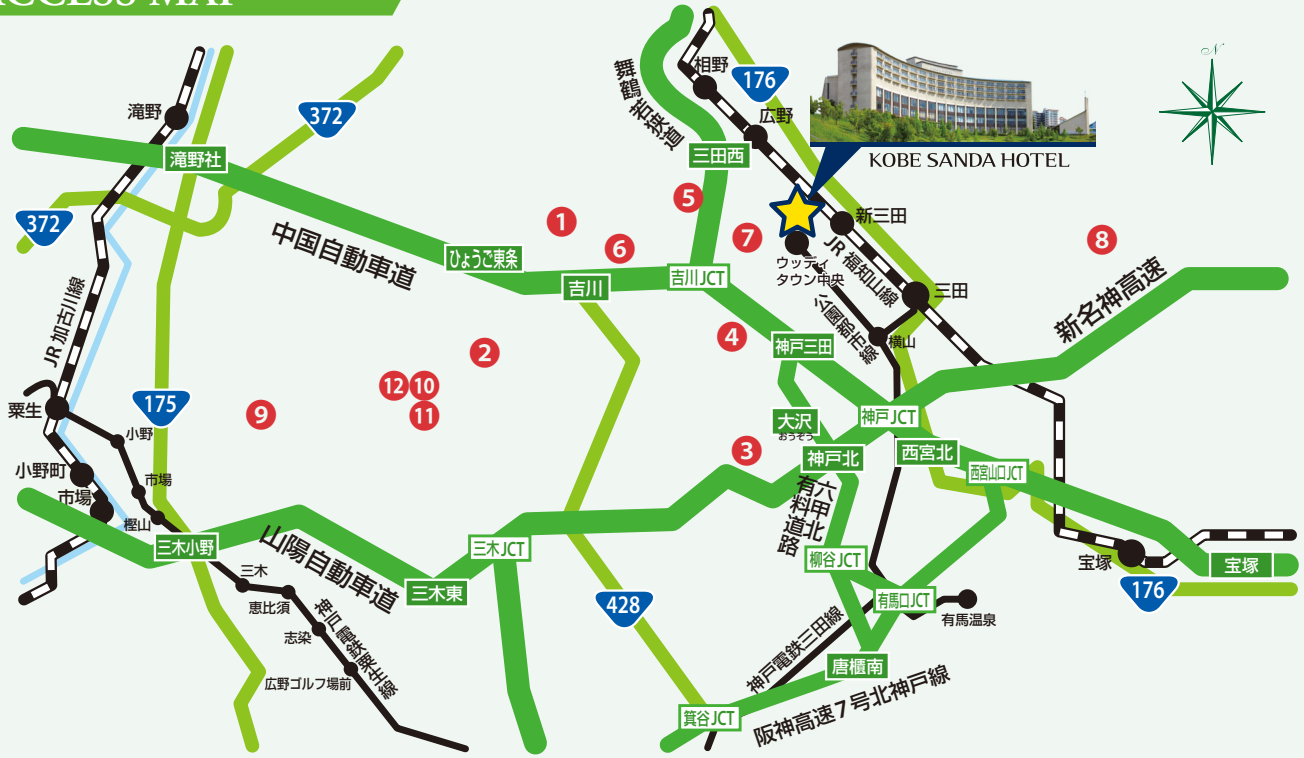 ACCESS MAP
N
相野
176
舞鶴若狭道
広野
滝野
372
滝野社
三田西
KOBE SANDA HOTEL
372
1
5
新三田
6
7
8
中国自動車道
ひょうご東条
吉川
吉川JCT
ウッディ
タウン中央
JR福知山線
三田
新名神高速
JR加古川線
公園都市線
横山
2
4
神戸三田
12
10
11
175
9
粟生
小野
大沢
おうぞう
神戸JCT
3
神戸北
西宮北
西宮山口JCT
小野町
市場
市場
樫山
六甲北
有料道路
三木小野
山陽自動車道
三木JCT
柳谷JCT
宝塚
宝塚
三木
恵比須
三木東
428
有馬口JCT
有馬温泉
176
志染
神戸電鉄粟生線
神戸電鉄三田線
広野ゴルフ場前
唐櫃南
箕谷JCT
阪神高速7号北神戸線